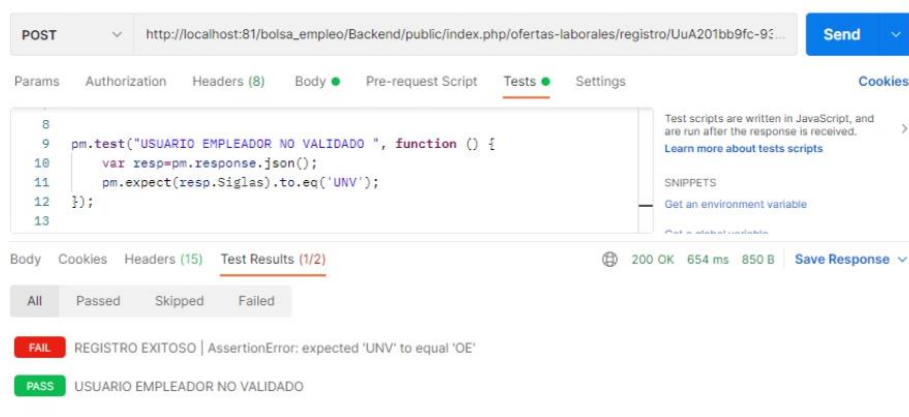 POST
http://localhost:81/bolsa_empleo/Backend/public/index.php/ofertas-laborales/registro/UuA201bb9fc-93...
Send
Params Authorization Headers (8) Body Pre-request Script Tests Settings Cookies
8
9 pm.test("USUARIO EMPLEADOR NO VALIDADO ", function () {
10 var resp=pm.response.json();
11 pm.expect(resp.Siglas).to.eq('UNV');
12 });
13
Test scripts are written in JavaScript, and
are run after the response is received.
Learn more about tests scripts
SNIPPETS
Get an environment variable
Get a global variable
Body Cookies Headers (15) Test Results (1/2) 200 OK 654 ms 850 B Save Response
All Passed Skipped Failed
FAIL REGISTRO EXITOSO | AssertionError: expected 'UNV' to equal 'OE'
PASS USUARIO EMPLEADOR NO VALIDADO